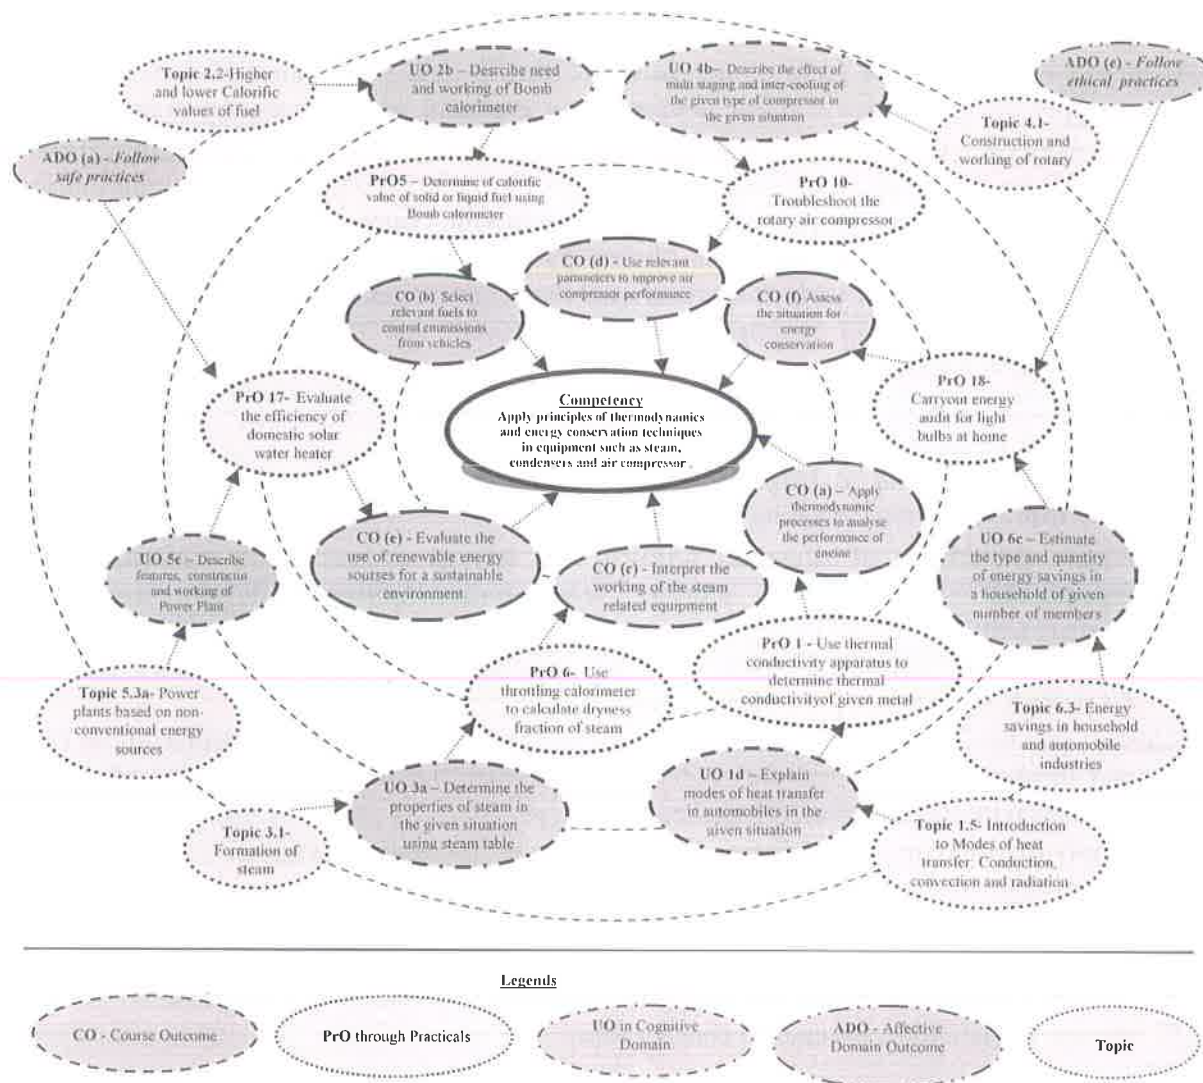 Topic 2.2-Higher
and lower Calorific
values of fuel
UO 2b – Desrcibe need
and working of Bomb
calorimeter
UO 4b– Describe the effect of
multi staging and inter-cooling of
the given type of compressor in
the given situation
ADO (e) - Follow
ethical practices
Topic 4.1-
Construction and
working of rotary
ADO (a) - Follow
safe practices
PrO5 – Determine of calorific
value of solid or liquid fuel using
Bomb calorimeter
PrO 10-
Troubleshoot the
rotary air compressor
CO (d) - Use relevant
parameters to improve air
compressor performance
CO (b) Select
relevant fuels to
control emmissions
from vehicles
CO (f) Assess
the situation for
energy
conservation
PrO 17- Evaluate
the efficiency of
domestic solar
water heater
Competency
Apply principles of thermodynamics
and energy conservation techniques
in equipment such as steam,
condensers and air compressor .
PrO 18-
Carryout energy
audit for light
bulbs at home
CO (a) – Apply
thermodynamic
processes to analyse
the performance of
engine
CO (e) - Evaluate the
use of renewable energy
sourses for a sustainable
environment.
CO (c) - Interpret the
working of the steam
related equipment
UO 5c – Describe
features, constructon
and working of
Power Plant
UO 6c – Estimate
the type and quantity
of energy savings in
a household of given
number of members
PrO 6- Use
throttling calorimeter
to calculate dryness
fraction of steam
PrO 1 - Use thermal
conductivity apparatus to
determine thermal
conductivityof given metal
Topic 5.3a- Power
plants based on non-
conventional energy
sources
Topic 6.3- Energy
savings in household
and automobile
industries
UO 3a – Determine the
properties of steam in
the given situation
using steam table
UO 1d – Explain
modes of heat transfer
in automobiles in the
given situation
Topic 3.1-
Formation of
steam
Topic 1.5- Introduction
to Modes of heat
transfer: Conduction,
convection and radiation
Legends
CO - Course Outcome
PrO through Practicals
UO in Cognitive
Domain
ADO - Affective
Domain Outcome
Topic